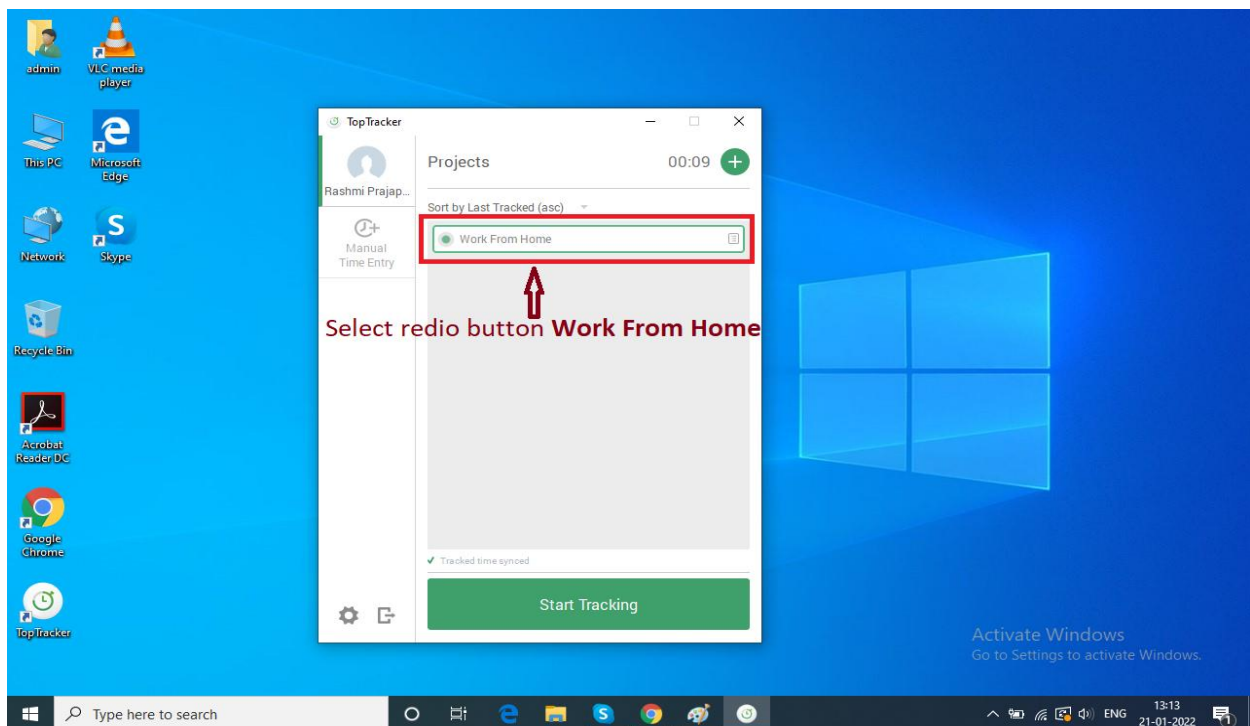 admin
VLC media
player
This PC
Microsoft
Edge
Network
Skype
Recycle Bin
Acrobat
Reader DC
Google
Chrome
TopTracker
TopTracker
Rashmi Prajap...
Manual
Time Entry
Projects
00:09
Sort by Last Tracked (asc)
Work From Home
Select redio button Work From Home
Tracked time synced
Start Tracking
Activate Windows
Go to Settings to activate Windows.
Type here to search
ENG
13:13
21-01-2022